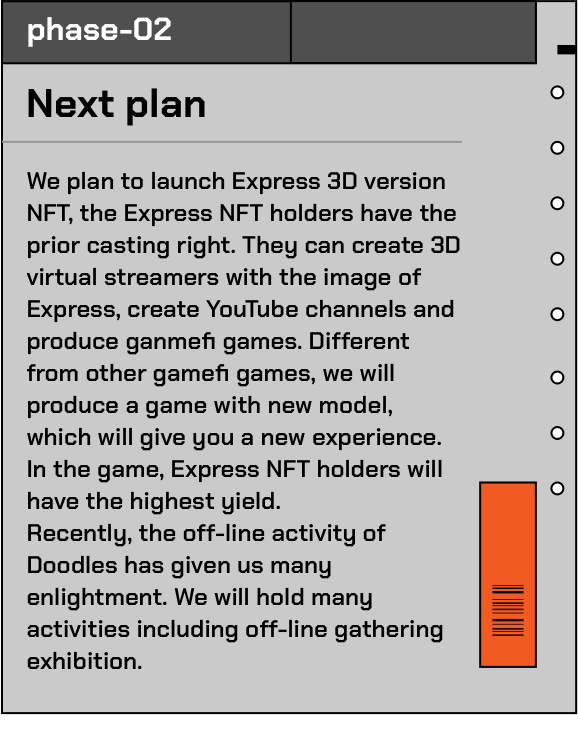 phase-02
Next plan
We plan to launch Express 3D version
NFT, the Express NFT holders have the
prior casting right. They can create 3D
virtual streamers with the image of
Express, create YouTube channels and
produce ganmefi games. Different
from other gamefi games, we will
produce a game with new model,
which will give you a new experience.
In the game, Express NFT holders will
have the highest yield.
Recently, the off-line activity of
Doodles has given us many
enlightment. We will hold many
activities including off-line gathering
exhibition.